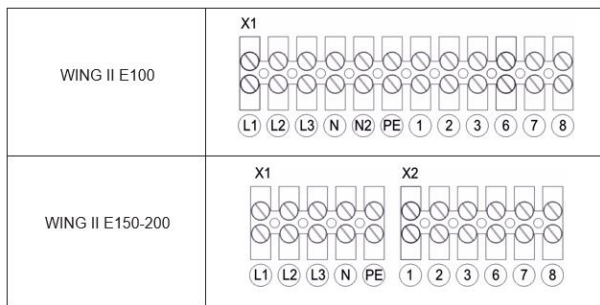 X1
WING II E100
L1 L2 L3 N N2 PE 1 2 3 6 7 8
X1 X2
WING II E150-200
L1 L2 L3 N PE 1 2 3 6 7 8